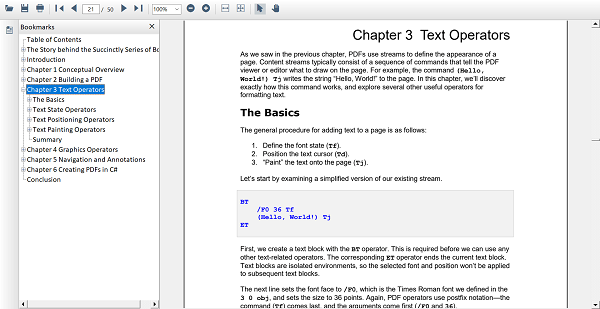 21 / 50
100%
Bookmarks
Table of Contents
The Story behind the Succinctly Series of Bo
Introduction
Chapter 1 Conceptual Overview
Chapter 2 Building a PDF
Chapter 3 Text Operators
The Basics
Text State Operators
Text Positioning Operators
Text Painting Operators
Summary
Chapter 4 Graphics Operators
Chapter 5 Navigation and Annotations
Chapter 6 Creating PDFs in C#
Conclusion
Chapter 3 Text Operators
As we saw in the previous chapter, PDFs use streams to define the appearance of a
page. Content streams typically consist of a sequence of commands that tell the PDF
viewer or editor what to draw on the page. For example, the command (Hello,
World!) Tj writes the string “Hello, World!” to the page. In this chapter, we’ll discover
exactly how this command works, and explore several other useful operators for
formatting text.
The Basics
The general procedure for adding text to a page is as follows:
1. Define the font state (Tf).
2. Position the text cursor (Td).
3. “Paint” the text onto the page (Tj).
Let’s start by examining a simplified version of our existing stream.
BT
/F0 36 Tf
(Hello, World!) Tj
ET
First, we create a text block with the BT operator. This is required before we can use any
other text-related operators. The corresponding ET operator ends the current text block.
Text blocks are isolated environments, so the selected font and position won’t be applied
to subsequent text blocks.
The next line sets the font face to /F0, which is the Times Roman font we defined in the
3 0 obj, and sets the size to 36 points. Again, PDF operators use postfix notation—the
command (Tf) comes last, and the arguments come first (/F0 and 36).